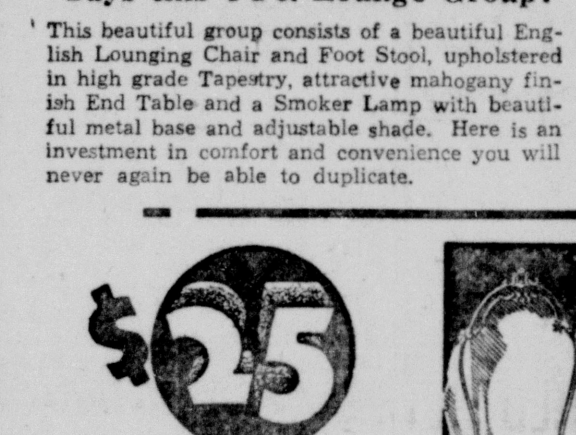 This beautiful group consists of a beautiful Eng-
lish Lounging Chair and Foot Stool, upholstered
in high grade Tapestry, attractive mahogany fin-
ish End Table and a Smoker Lamp with beauti-
ful metal base and adjustable shade. Here is an
investment in comfort and convenience you will
never again be able to duplicate.
$25